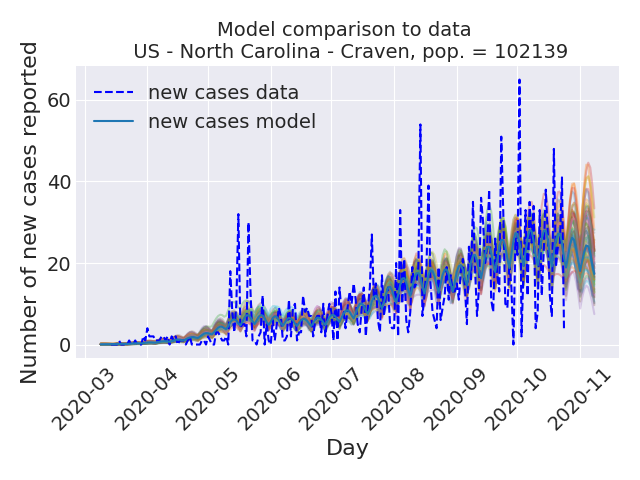 Model comparison to data
US - North Carolina - Craven, pop. = 102139
Number of new cases reported
60
40
20
0
new cases data
new cases model
2020-03
2020-04
2020-05
2020-06
2020-07
2020-08
2020-09
2020-10
2020-11
Day